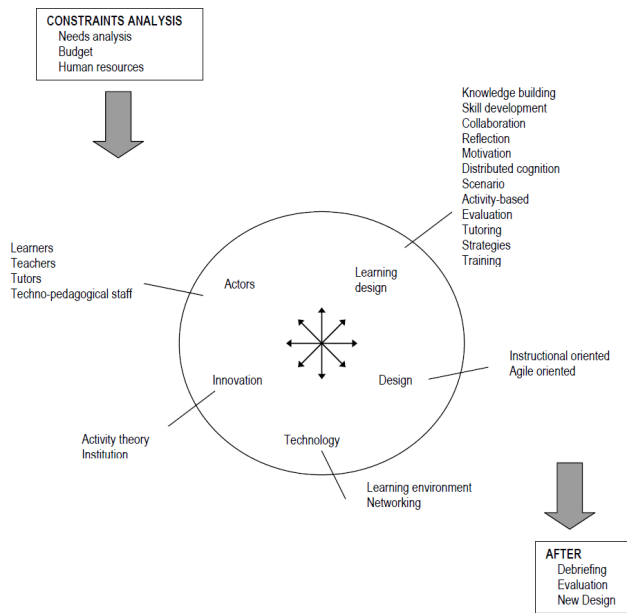 CONSTRAINTS ANALYSIS
Needs analysis
Budget
Human resources
Knowledge building
Skill development
Collaboration
Reflection
Motivation
Distributed cognition
Scenario
Activity-based
Evaluation
Tutoring
Strategies
Training
Learners
Teachers
Tutors
Techno-pedagogical staff
Actors
Learning
design
Instructional oriented
Agile oriented
Innovation
Design
Activity theory
Institution
Technology
Learning environment
Networking
AFTER
Debriefing
Evaluation
New Design